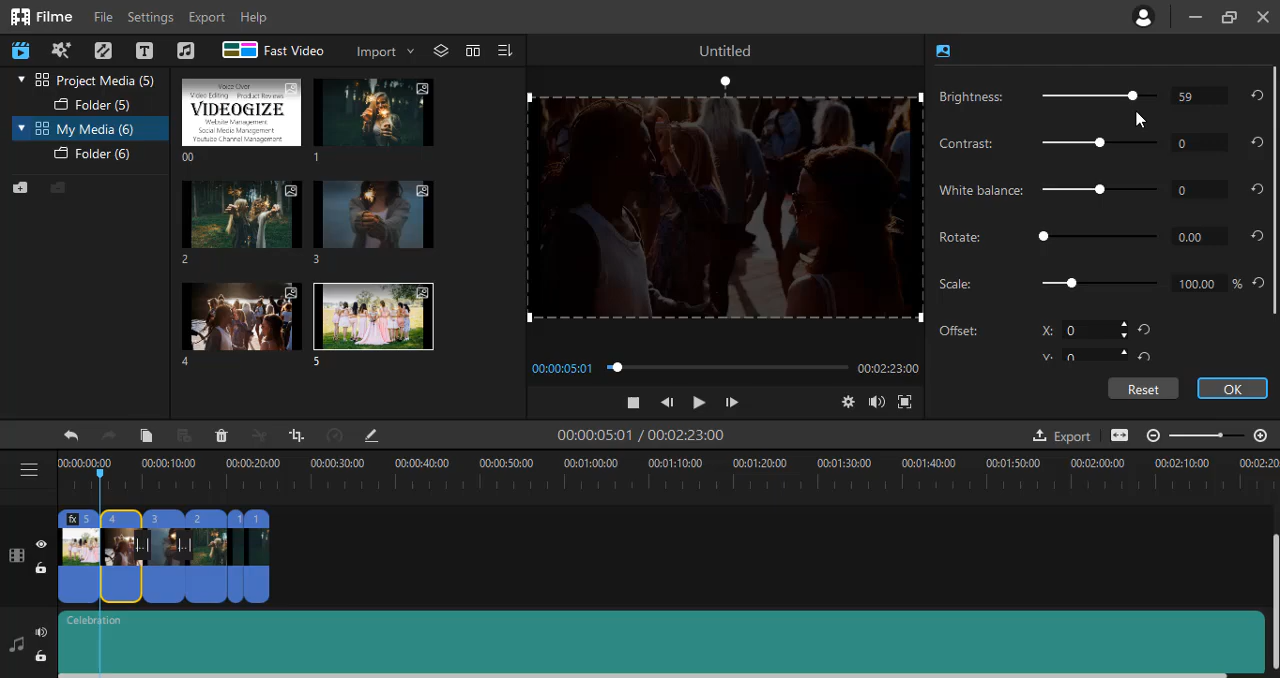 Filme File Settings Export Help
Fast Video Import
Untitled
Project Media (5)
Folder (5)
My Media (6)
Folder (6)
Voice Over
Video Editing Product Reviews
VIDEOGIZE
Website Management
Social Media Management
Youtube Channel Management
00
1
2
3
4
5
00:00:05:01
00:02:23:00
Brightness: 59
Contrast: 0
White balance: 0
Rotate: 0.00
Scale: 100.00 %
Offset: X: 0
Y: 0
Reset OK
00:00:05:01 / 00:02:23:00
Export
00:00:00:00 00:00:10:00 00:00:20:00 00:00:30:00 00:00:40:00 00:00:50:00 00:01:00:00 00:01:10:00 00:01:20:00 00:01:30:00 00:01:40:00 00:01:50:00 00:02:00:00 00:02:10:00 00:02:20
fx 5 4 3 2 1 1
Celebration